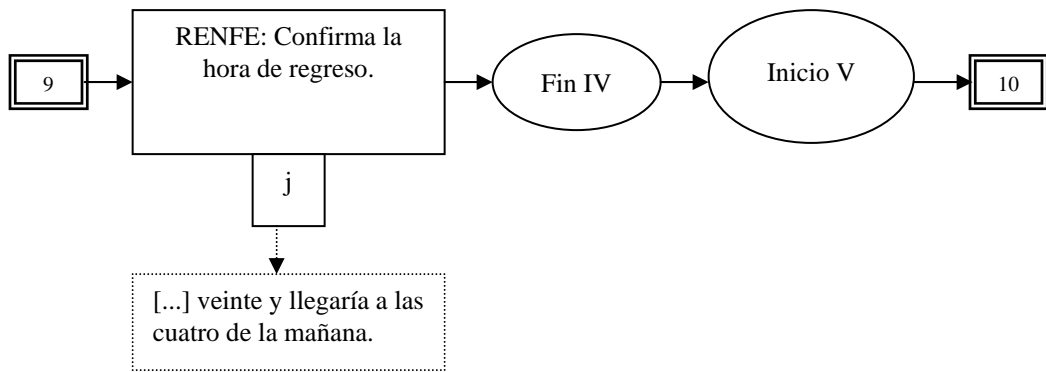 RENFE: Confirma la
hora de regreso.
9
Fin IV
Inicio V
10
j
[...] veinte y llegaría a las
cuatro de la mañana.